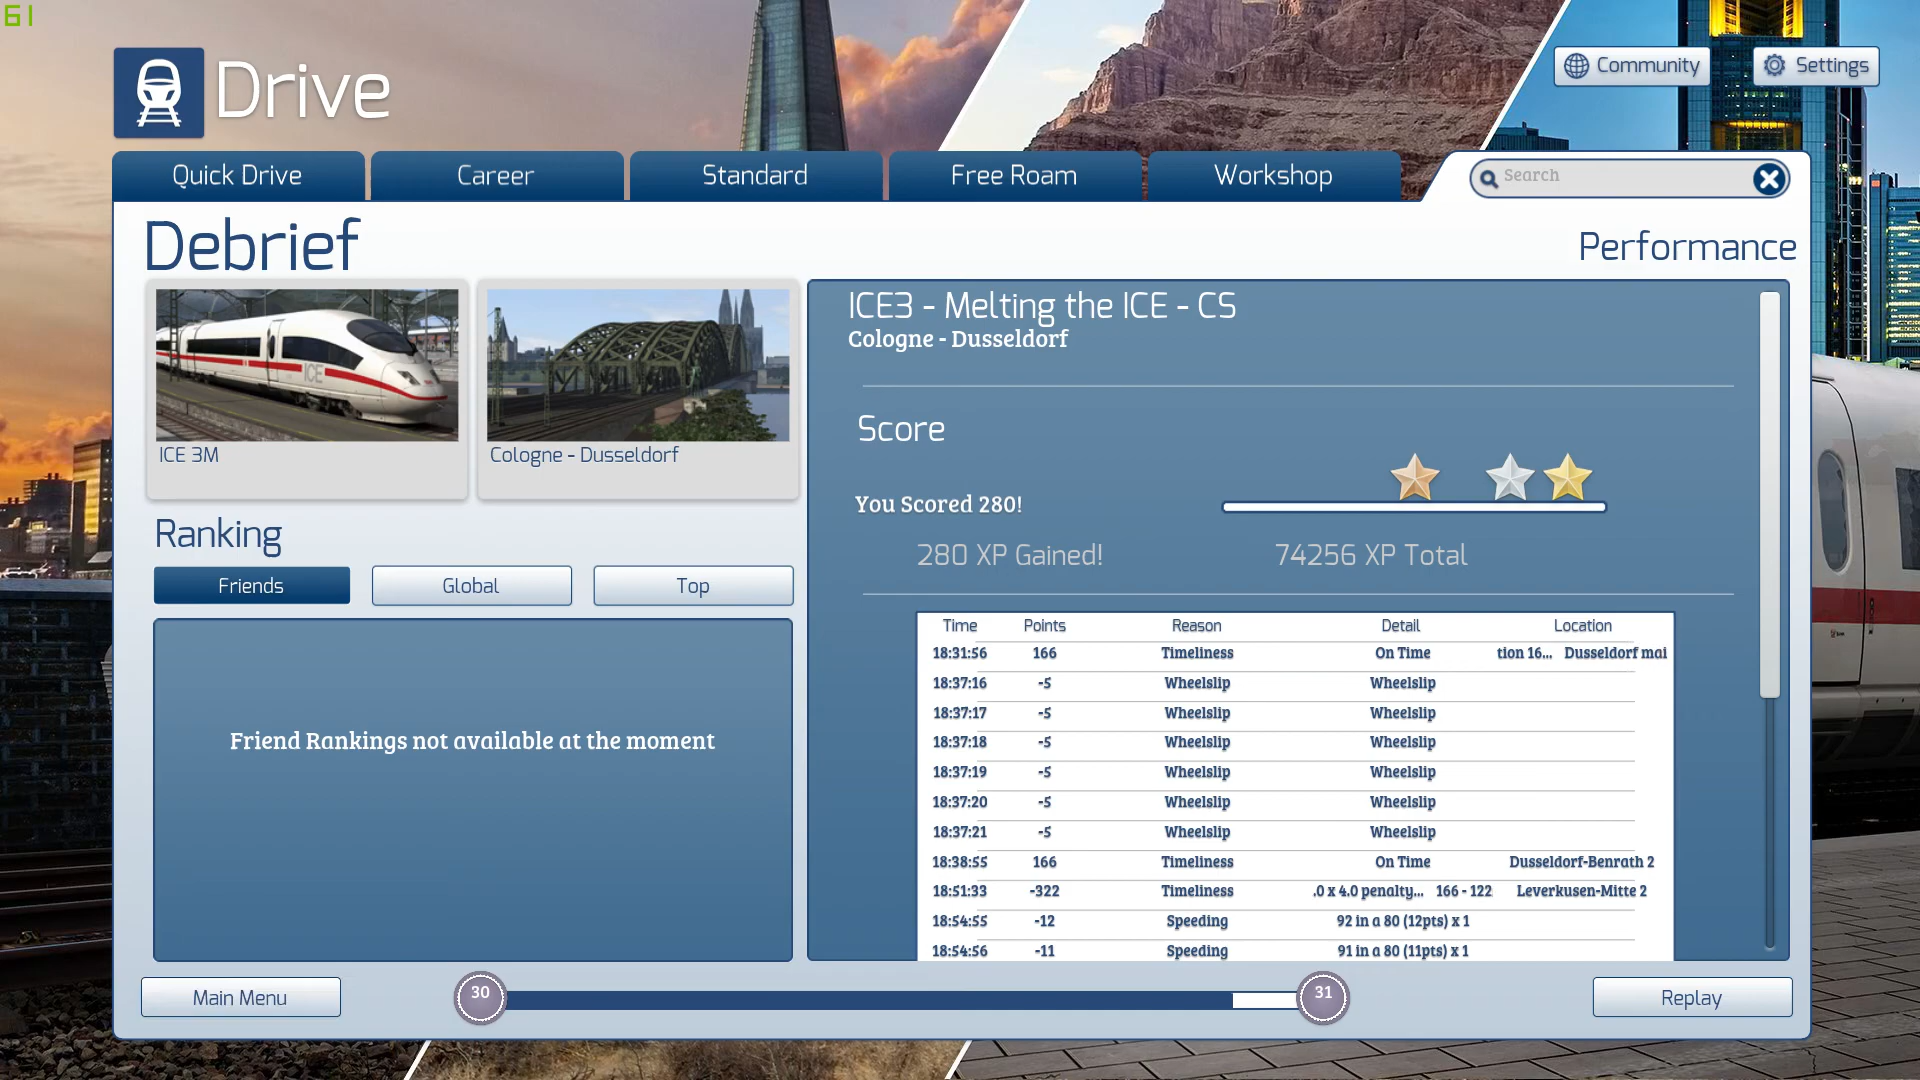 61
Drive
Community
Settings
Quick Drive
Career
Standard
Free Roam
Workshop
Search
Debrief
Performance
ICE
ICE 3M
Cologne - Dusseldorf
ICE3 - Melting the ICE - CS
Cologne - Dusseldorf
Score
You Scored 280!
280 XP Gained!
74256 XP Total
Ranking
Friends
Global
Top
Friend Rankings not available at the moment
Time Points Reason Detail Location
18:31:56 166 Timeliness On Time tion 16... Dusseldorf mai
18:37:16 -5 Wheelslip Wheelslip
18:37:17 -5 Wheelslip Wheelslip
18:37:18 -5 Wheelslip Wheelslip
18:37:19 -5 Wheelslip Wheelslip
18:37:20 -5 Wheelslip Wheelslip
18:37:21 -5 Wheelslip Wheelslip
18:38:55 166 Timeliness On Time Dusseldorf-Benrath 2
18:51:33 -322 Timeliness .0 x 4.0 penalty... 166 - 122 Leverkusen-Mitte 2
18:54:55 -12 Speeding 92 in a 80 (12pts) x 1
18:54:56 -11 Speeding 91 in a 80 (11pts) x 1
Main Menu
30
31
Replay